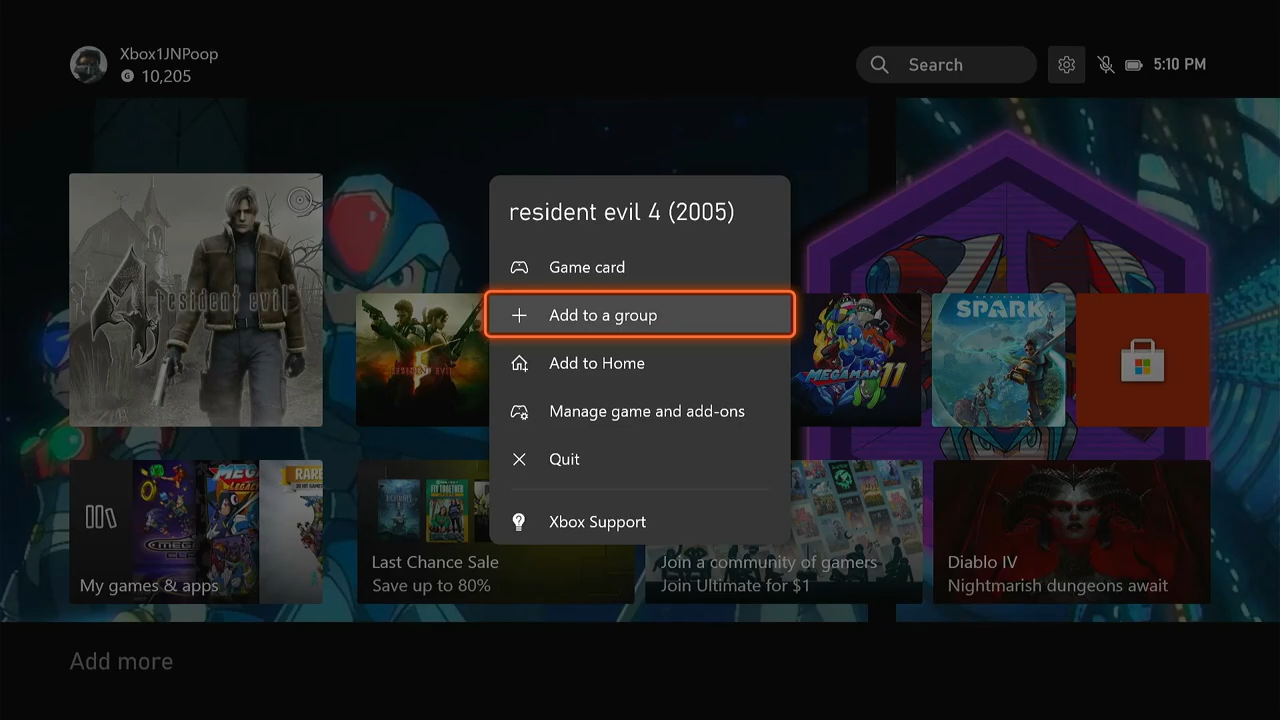 Xbox1JNPoop
G 10,205
Search
5:10 PM
resident evil 4 (2005)
Game card
Add to a group
Add to Home
Manage game and add-ons
Quit
Xbox Support
4 resident evil
RESIDENT EVIL
MEGAMAN 11
SPARK
My games & apps
Last Chance Sale
Save up to 80%
Join a community of gamers
Join Ultimate for $1
Diablo IV
Nightmarish dungeons await
Add more